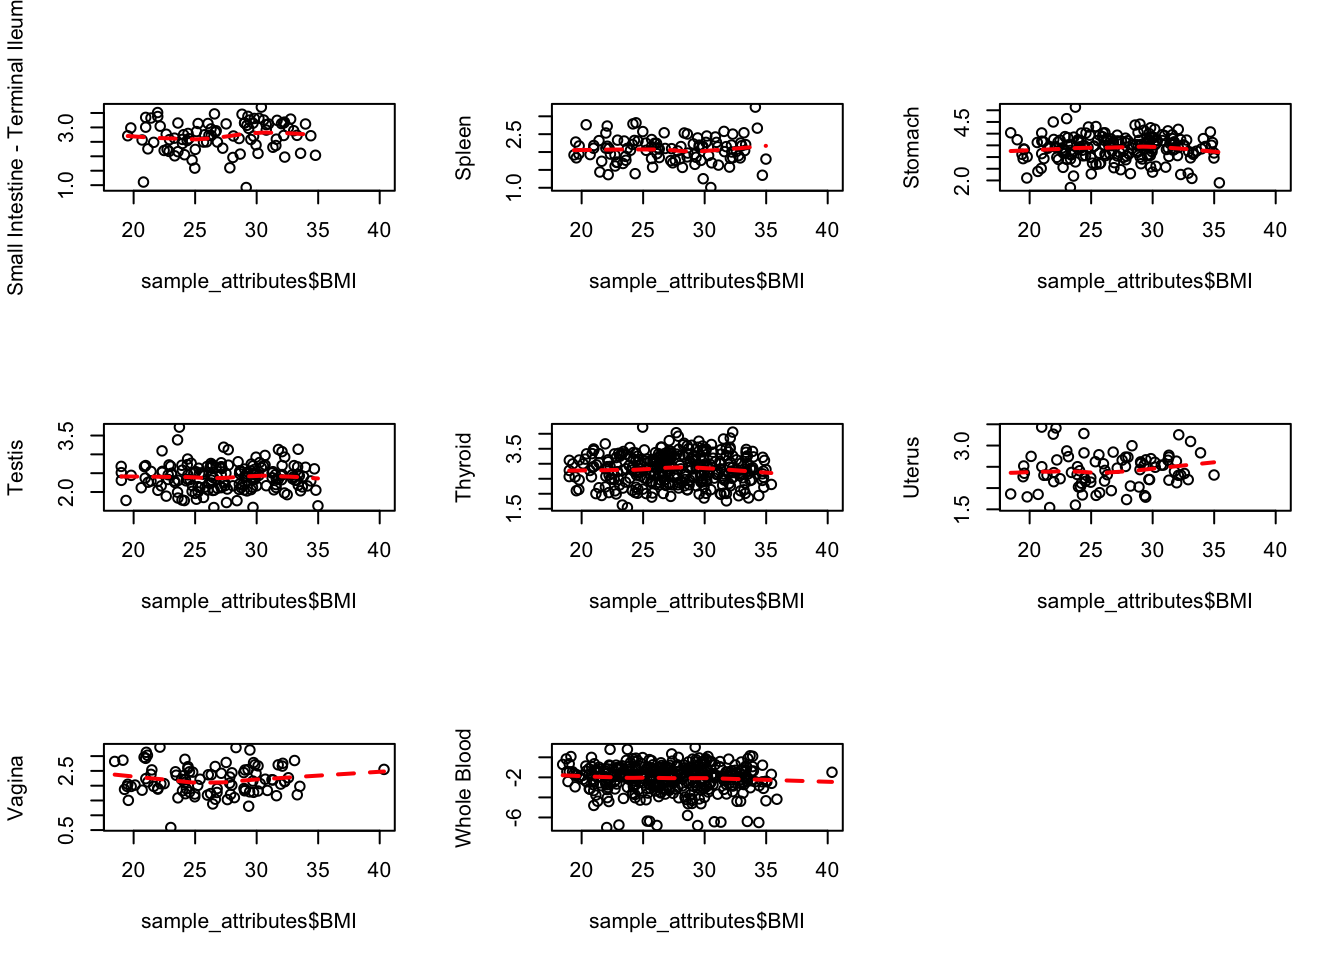 Small Intestine - Terminal Ileum
3.0
1.0
20 25 30 35 40
sample_attributes$BMI
Spleen
2.5
1.0
20 25 30 35 40
sample_attributes$BMI
Stomach
4.5
2.0
20 25 30 35 40
sample_attributes$BMI
Testis
3.5
2.0
20 25 30 35 40
sample_attributes$BMI
Thyroid
3.5
1.5
20 25 30 35 40
sample_attributes$BMI
Uterus
3.0
1.5
20 25 30 35 40
sample_attributes$BMI
Vagina
2.5
0.5
20 25 30 35 40
sample_attributes$BMI
Whole Blood
-2
-6
20 25 30 35 40
sample_attributes$BMI